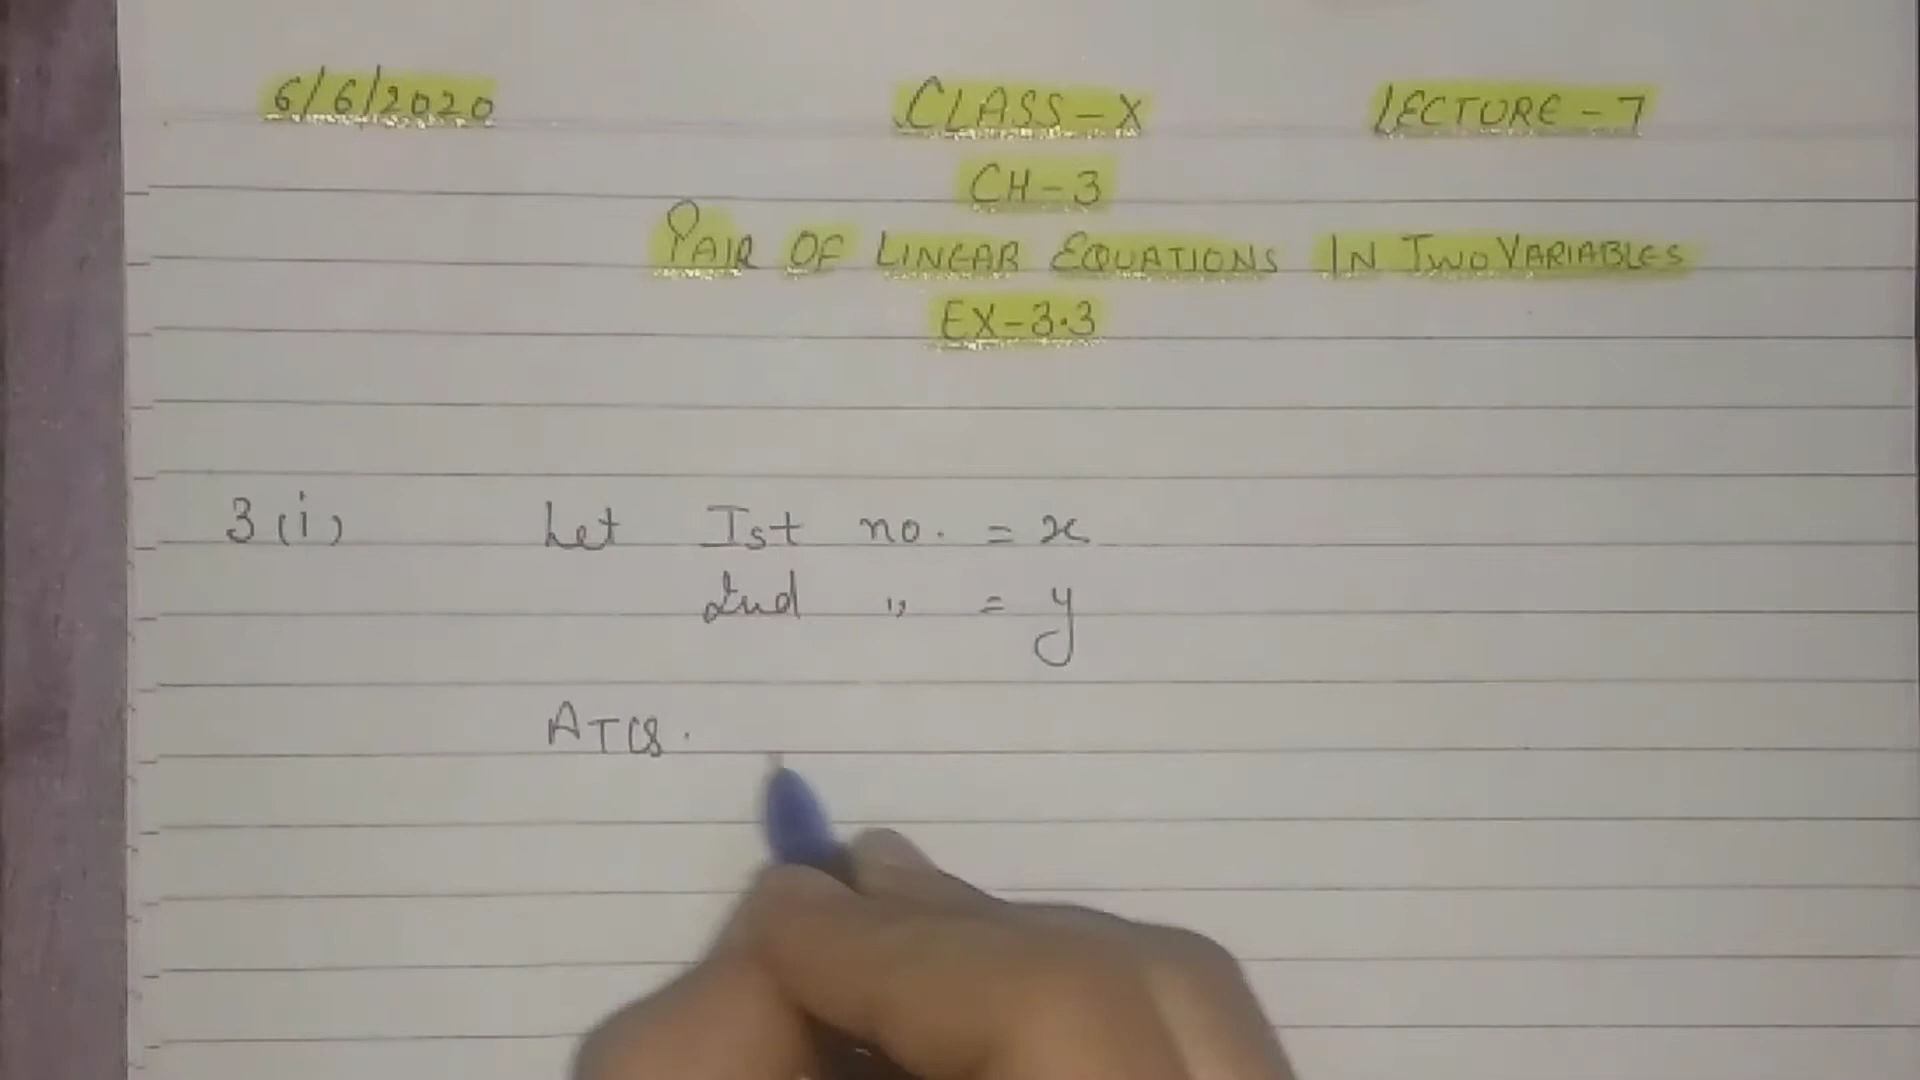 6/6/2020 CLASS-X LECTURE-7
CH-3
PAIR OF LINEAR EQUATIONS IN TWO VARIABLES
EX-3.3
3(i) Let Ist no. = x
2nd ,, = y
ATQ.